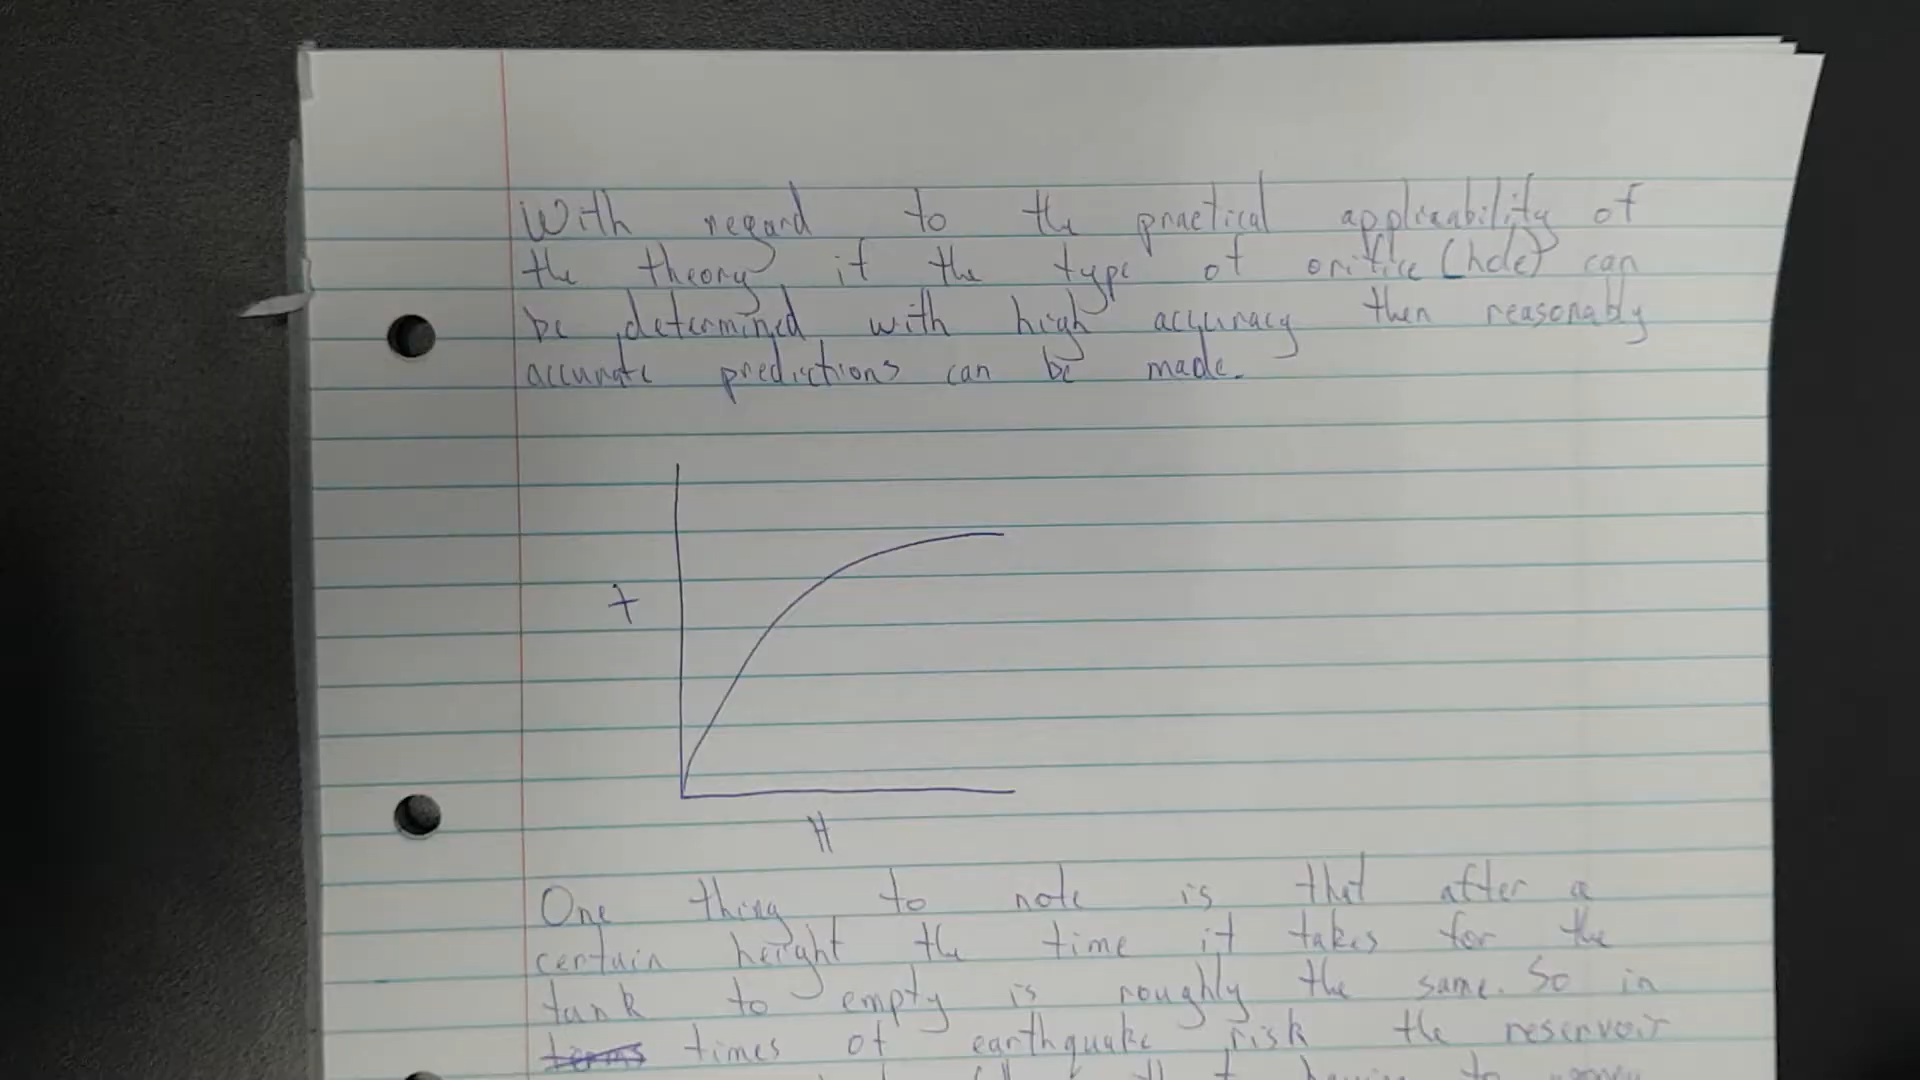 With regard to the practical applicability of
the theory if the type of orifice (hole) can
be determined with high accuracy then reasonably
accurate predictions can be made.
t
H
One thing to note is that after a
certain height the time it takes for the
tank to empty is roughly the same. So in
times of earthquake risk the reservoir
having to